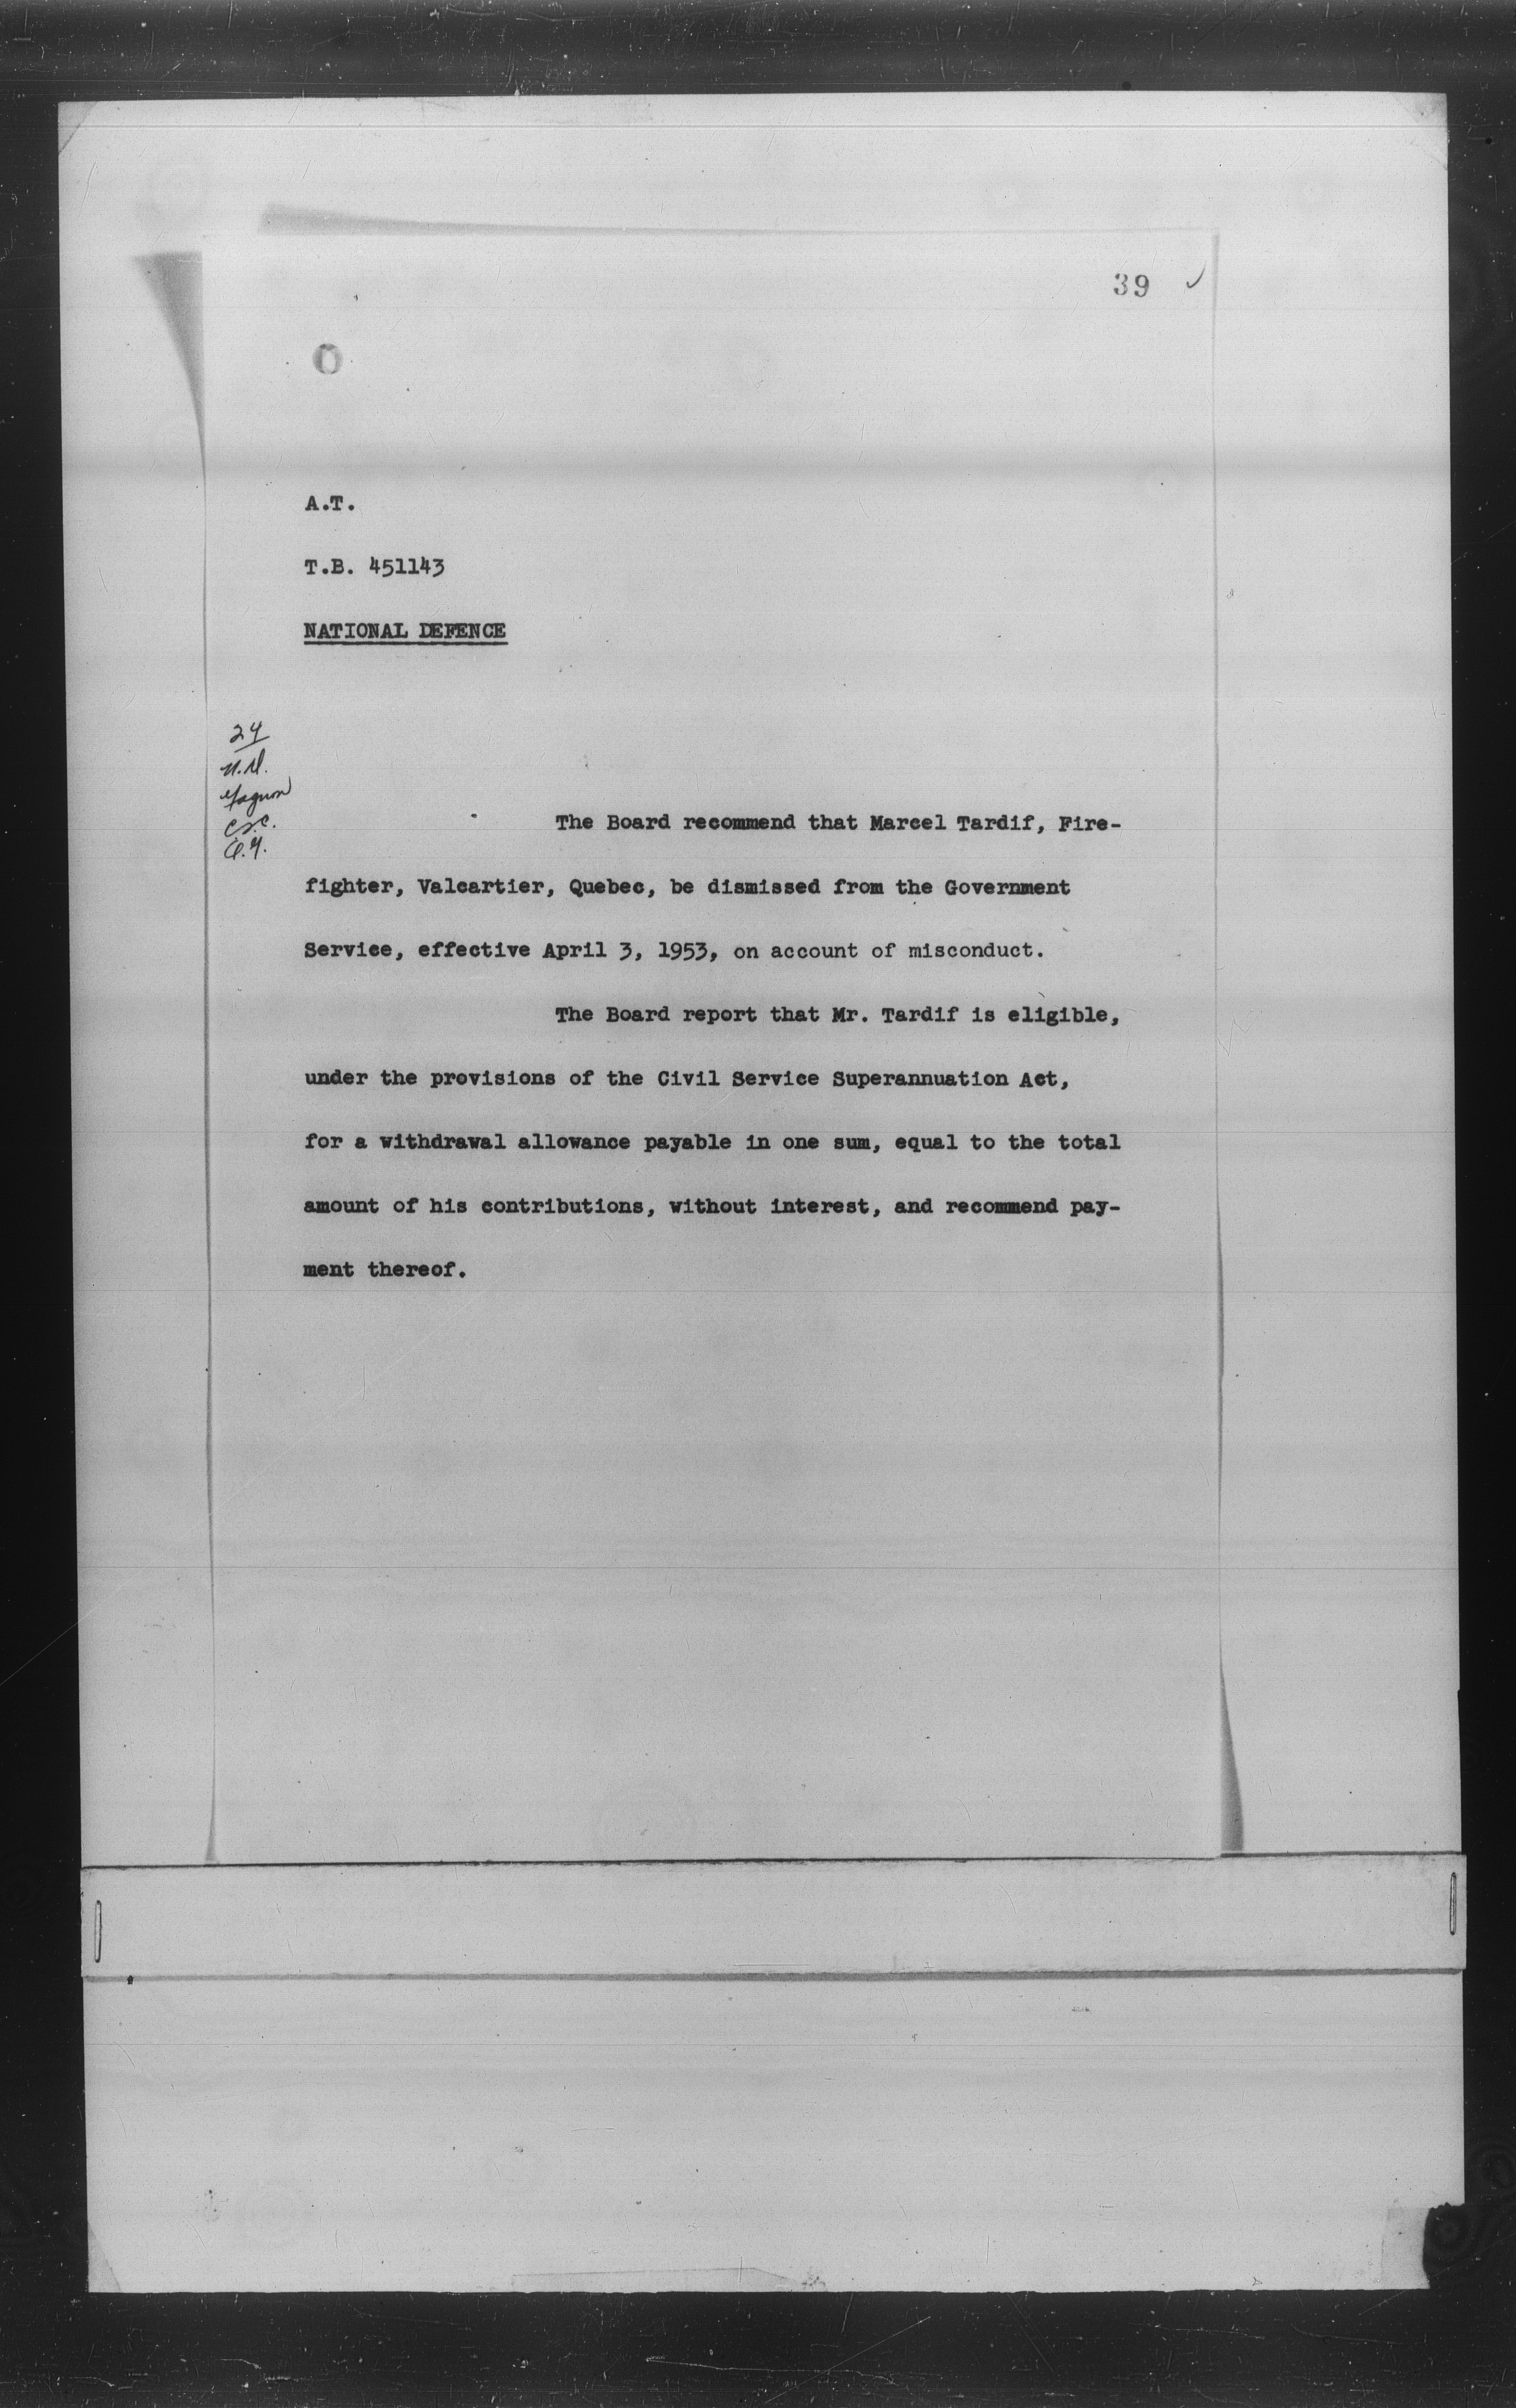 39
A.T.
T.B. 451143
NATIONAL DEFENCE
24
N.D.
C.S.C.
The Board recommend that Marcel Tardif, Fire-
fighter, Valcartier, Quebec, be dismissed from the Government
Service, effective April 3, 1953, on account of misconduct.
The Board report that Mr. Tardif is eligible,
under the provisions of the Civil Service Superannuation Act,
for a withdrawal allowance payable in one sum, equal to the total
amount of his contributions, without interest, and recommend pay-
ment thereof.